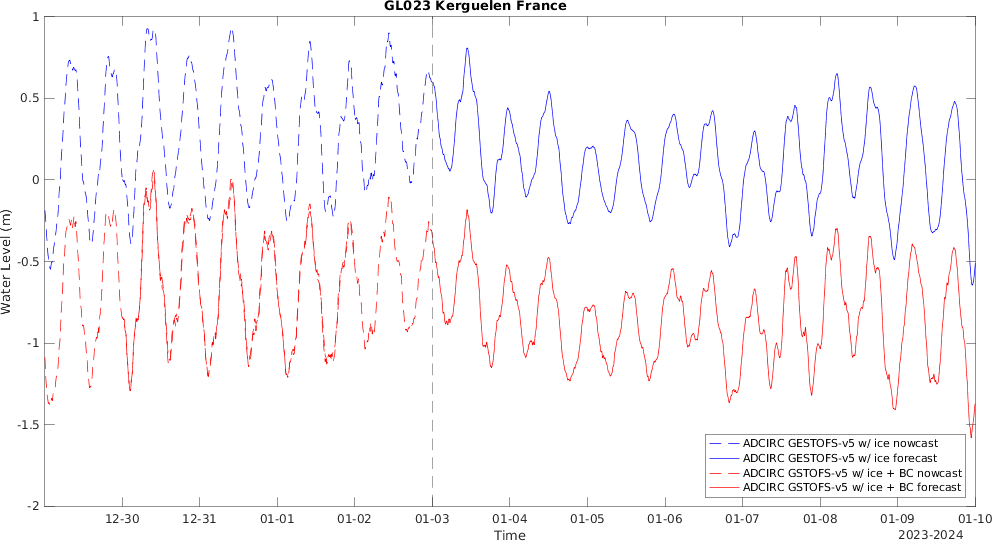 GL023 Kerguelen France
1
0.5
0
-0.5
-1
-1.5
-2
Water Level (m)
12-30
12-31
01-01
01-02
01-03
01-04
01-05
01-06
01-07
01-08
01-09
01-10
Time
2023-2024
ADCIRC GESTOFS-v5 w/ ice nowcast
ADCIRC GESTOFS-v5 w/ ice forecast
ADCIRC GSTOFS-v5 w/ ice + BC nowcast
ADCIRC GSTOFS-v5 w/ ice + BC forecast